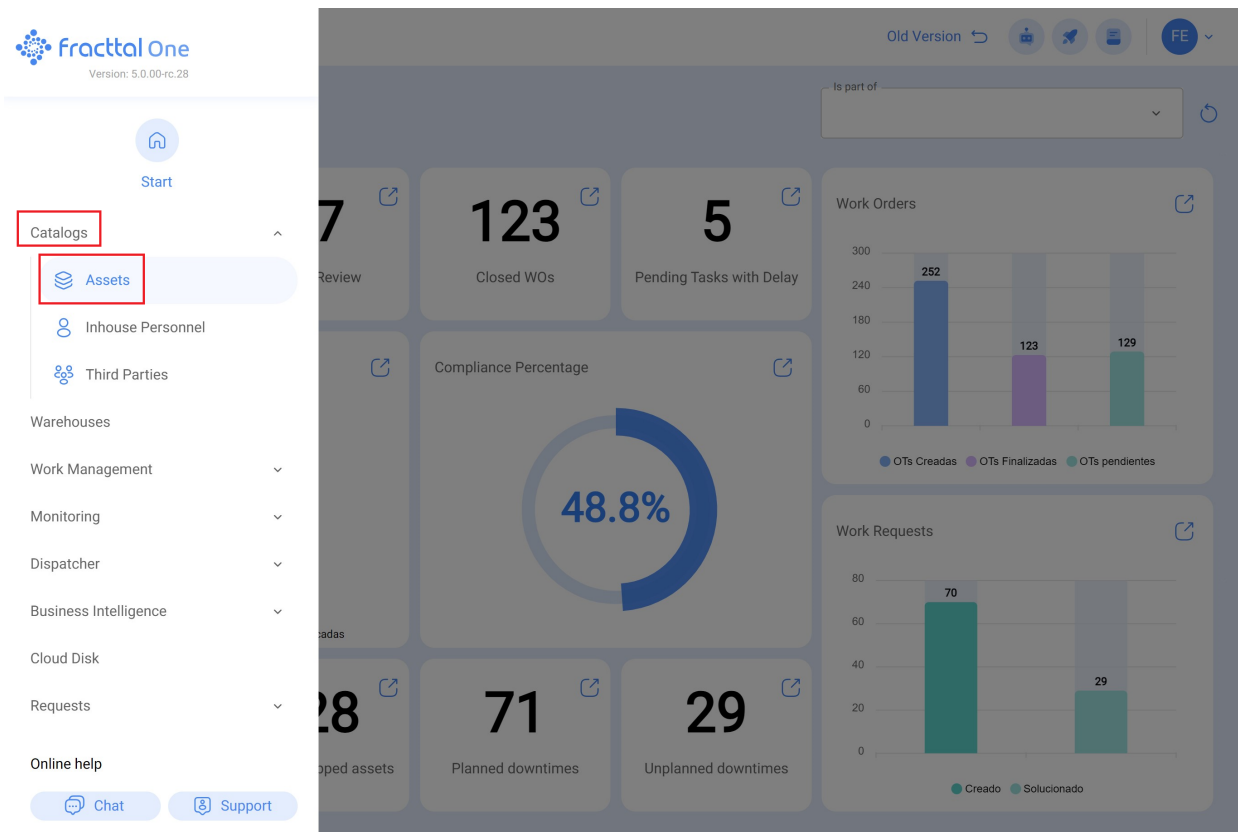 fracttal One
Version: 5.0.00-rc.28
Start
Catalogs
Assets
Inhouse Personnel
Third Parties
Warehouses
Work Management
Monitoring
Dispatcher
Business Intelligence
Cloud Disk
Requests
Online help
Chat
Support
Old Version
FE
Is part of
7
Review
123
Closed WOs
5
Pending Tasks with Delay
Work Orders
300
240
180
120
60
0
252
123
129
OTs Creadas
OTs Finalizadas
OTs pendientes
Compliance Percentage
48.8%
cadas
Work Requests
80
60
40
20
0
70
29
Creado
Solucionado
28
pped assets
71
Planned downtimes
29
Unplanned downtimes